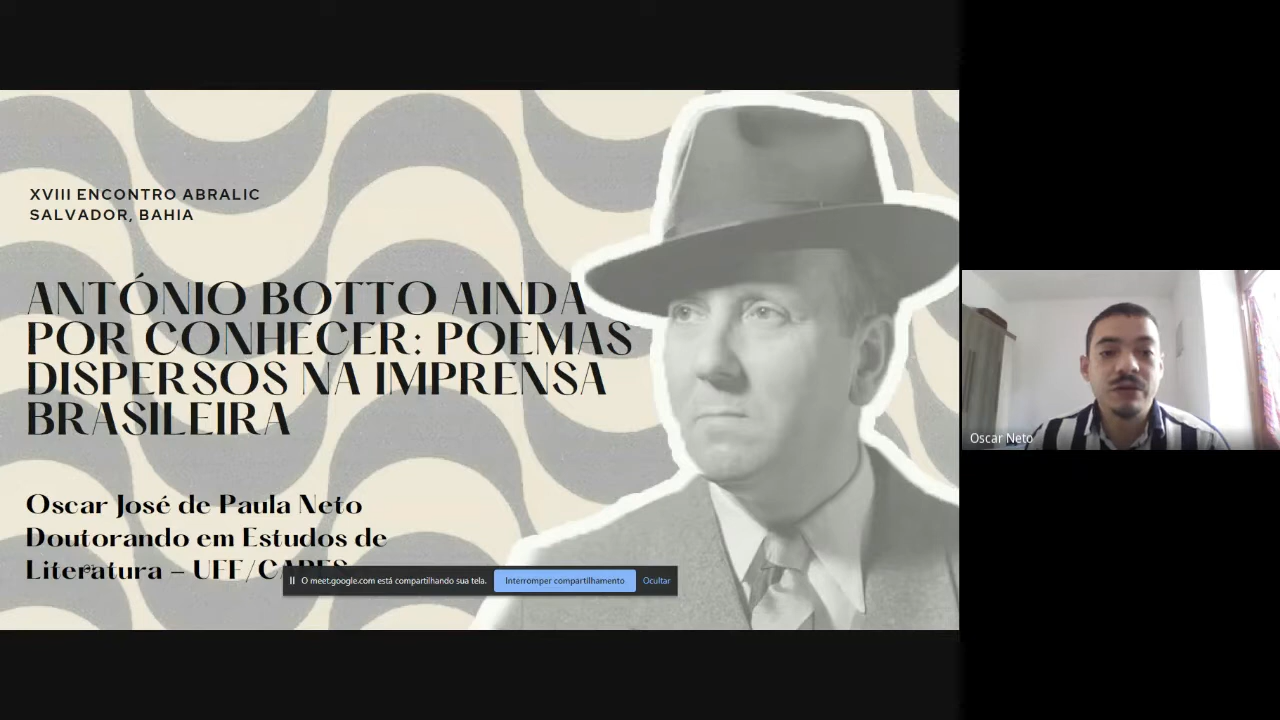 XVIII ENCONTRO ABRALIC
SALVADOR, BAHIA
ANTÓNIO BOTTO AINDA
POR CONHECER: POEMAS
DISPERSOS NA IMPRENSA
BRASILEIRA
Oscar José de Paula Neto
Doutorando em Estudos de
Literatura – UFF/CAPES
O meet.google.com está compartilhando sua tela.
Interromper compartilhamento
Ocultar
Oscar Neto